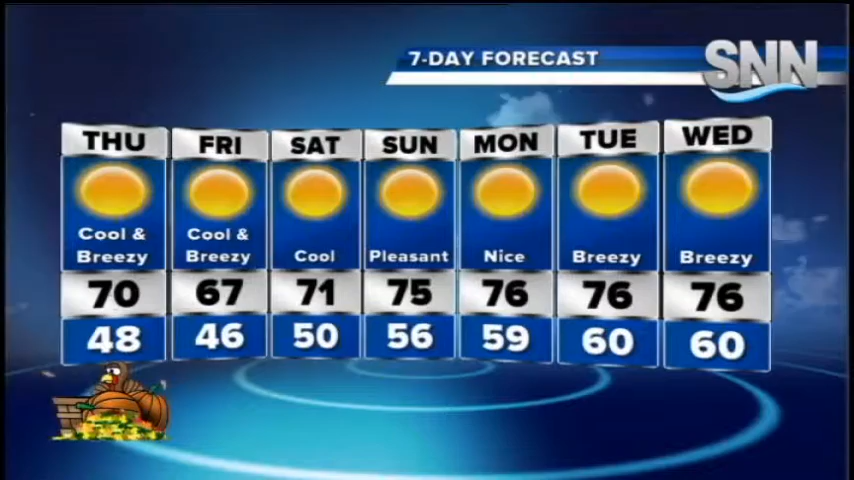 7-DAY FORECAST
SNN
THU FRI SAT SUN MON TUE WED
Cool & Breezy Cool & Breezy Cool Pleasant Nice Breezy Breezy
70 67 71 75 76 76 76
48 46 50 56 59 60 60